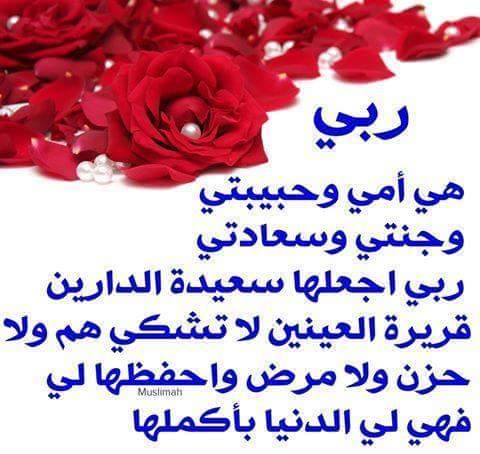 ربي
هي أمي وحبيبتي
وجنتي وسعادتي
ربي اجعلها سعيدة الدارين
قريرة العينين لا تشكي هم ولا
حزن ولا مرض واحفظها لي
Muslimah
فهي لي الدنيا بأكملها